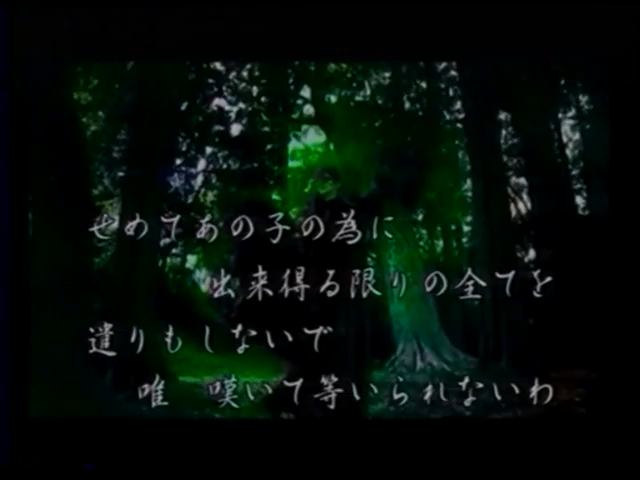 せめてあの子の為に
出来得る限りの全てを
遣りもしないで
唯　嘆いて等いられないわ